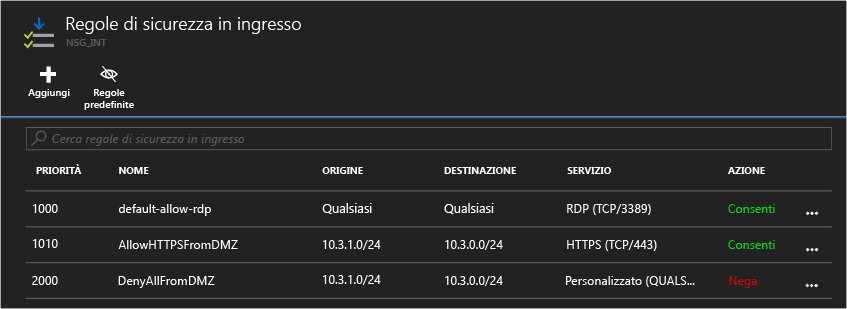 Regole di sicurezza in ingresso
NSG_INT
Aggiungi
Regole
predefinite
Cerca regole di sicurezza in ingresso
PRIORITÀ NOME ORIGINE DESTINAZIONE SERVIZIO AZIONE
1000 default-allow-rdp Qualsiasi Qualsiasi RDP (TCP/3389) Consenti ...
1010 AllowHTTPSFromDMZ 10.3.1.0/24 10.3.0.0/24 HTTPS (TCP/443) Consenti ...
2000 DenyAllFromDMZ 10.3.1.0/24 10.3.0.0/24 Personalizzato (QUALS... Nega ...